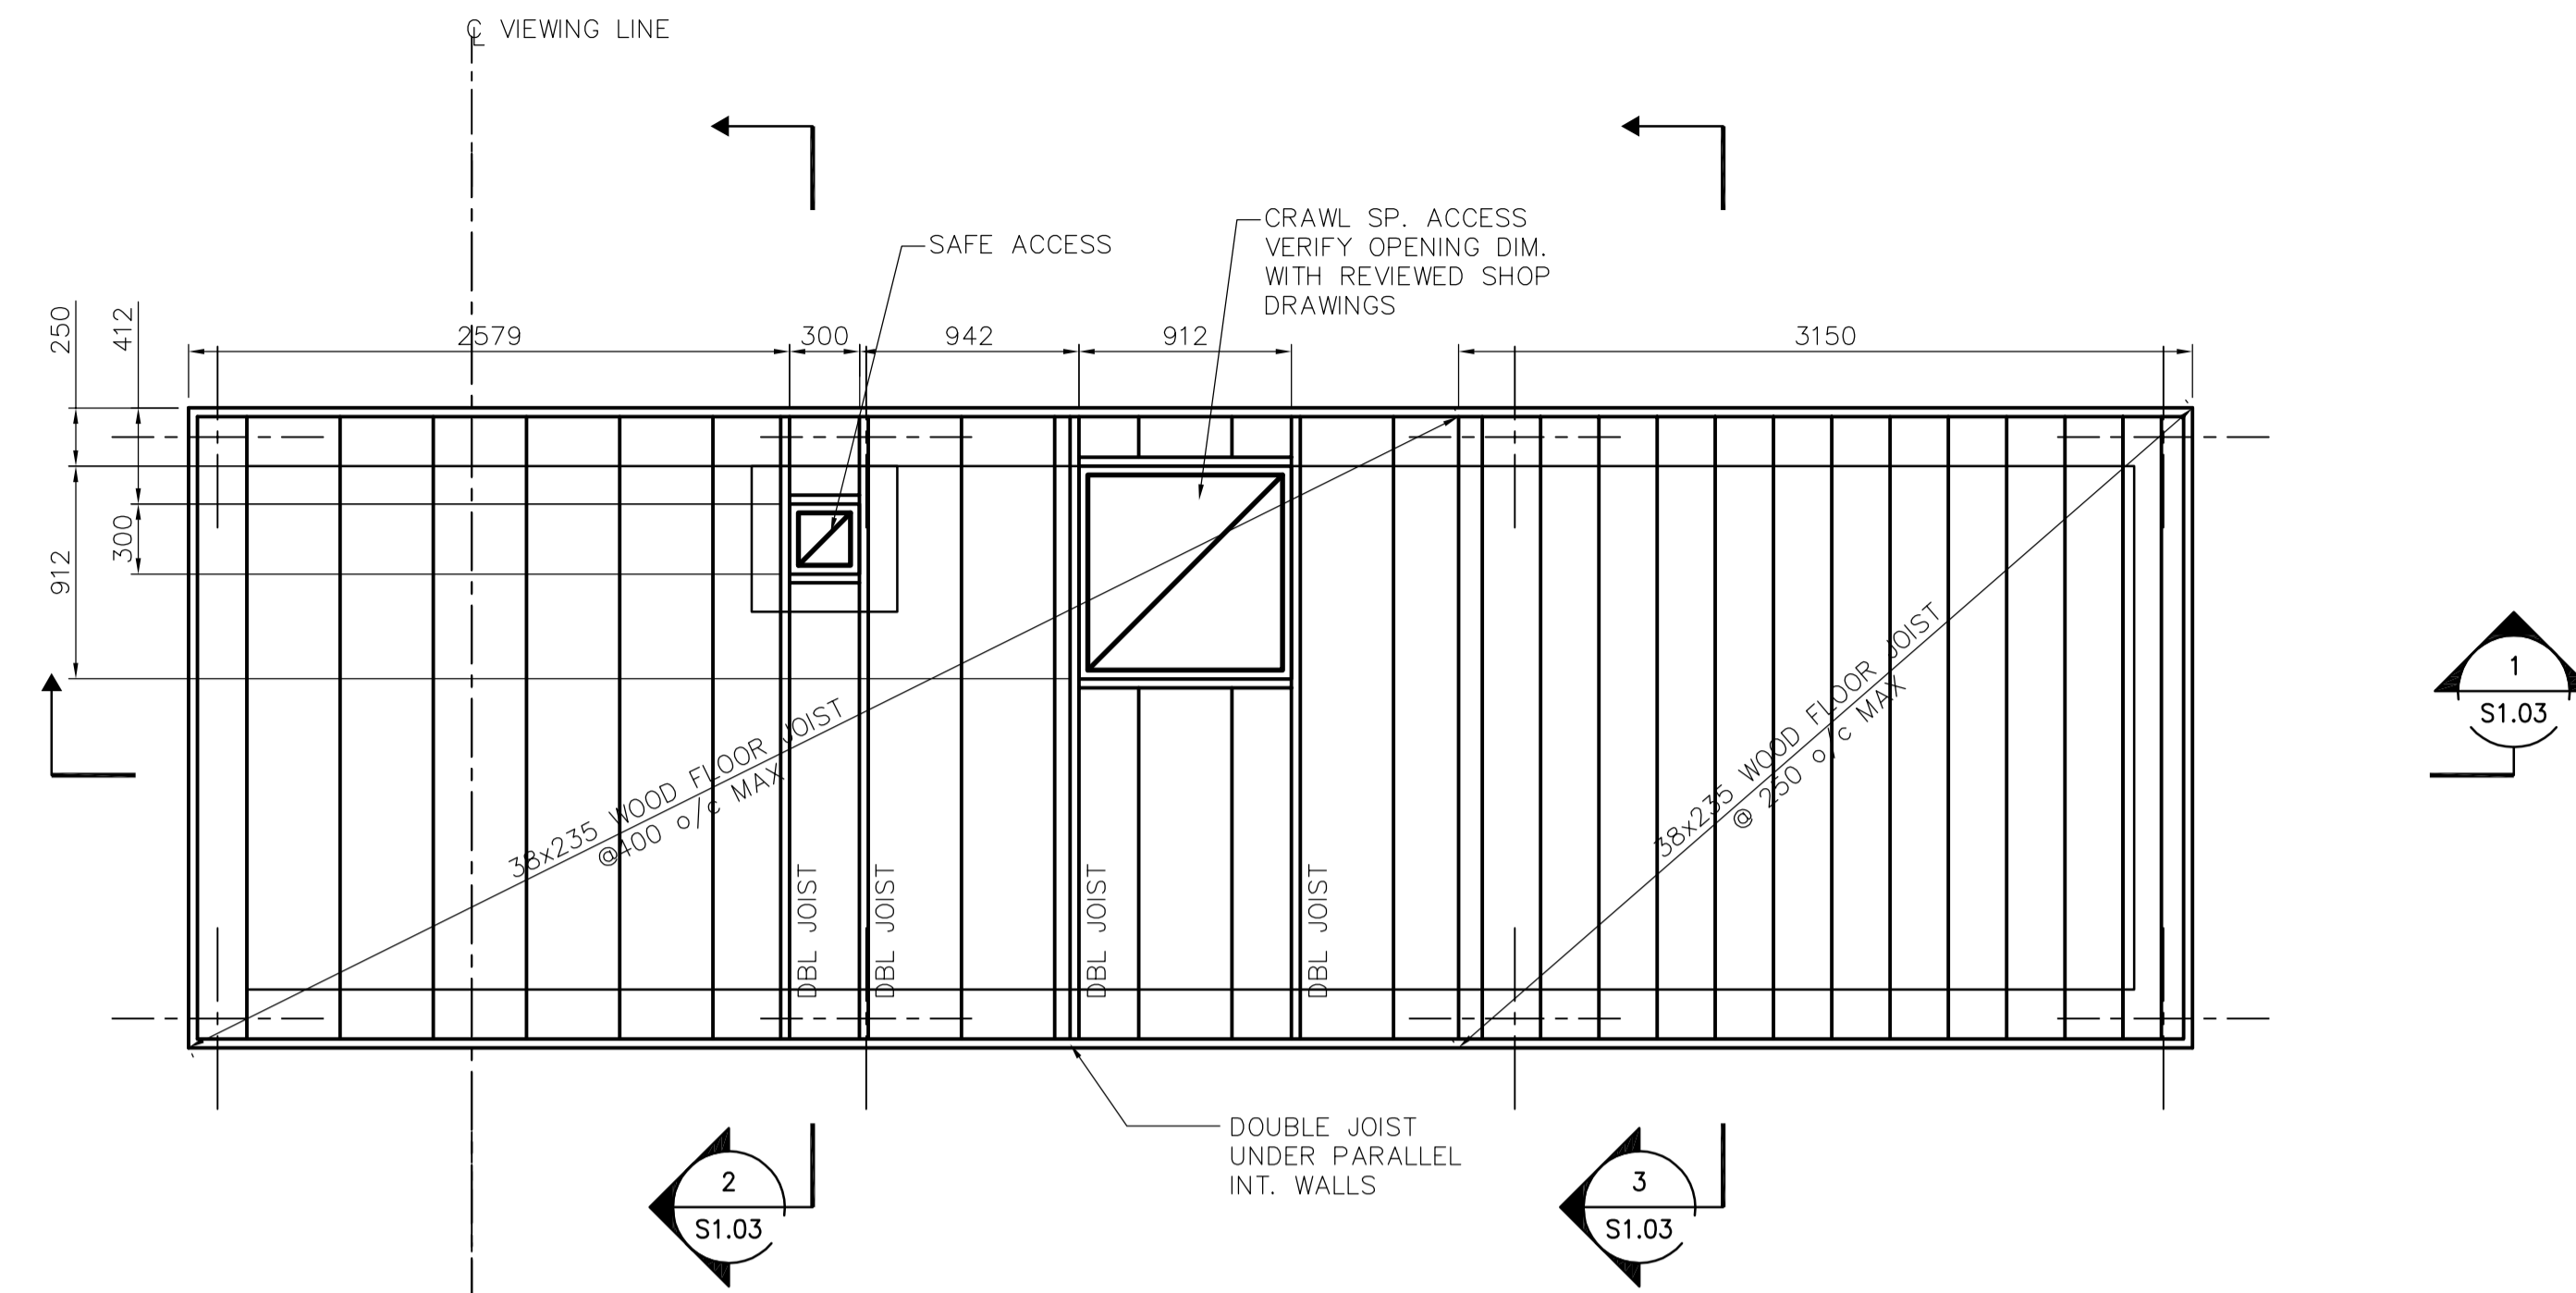 ℄ VIEWING LINE
SAFE ACCESS
CRAWL SP. ACCESS
VERIFY OPENING DIM.
WITH REVIEWED SHOP
DRAWINGS
250
412
2579
300
942
912
3150
300
912
38x235 WOOD FLOOR JOIST
@400 o/c MAX
38x235 WOOD FLOOR JOIST
@ 250 o/c MAX
DBL JOIST
DBL JOIST
DBL JOIST
DBL JOIST
1
S1.03
DOUBLE JOIST
UNDER PARALLEL
INT. WALLS
2
S1.03
3
S1.03